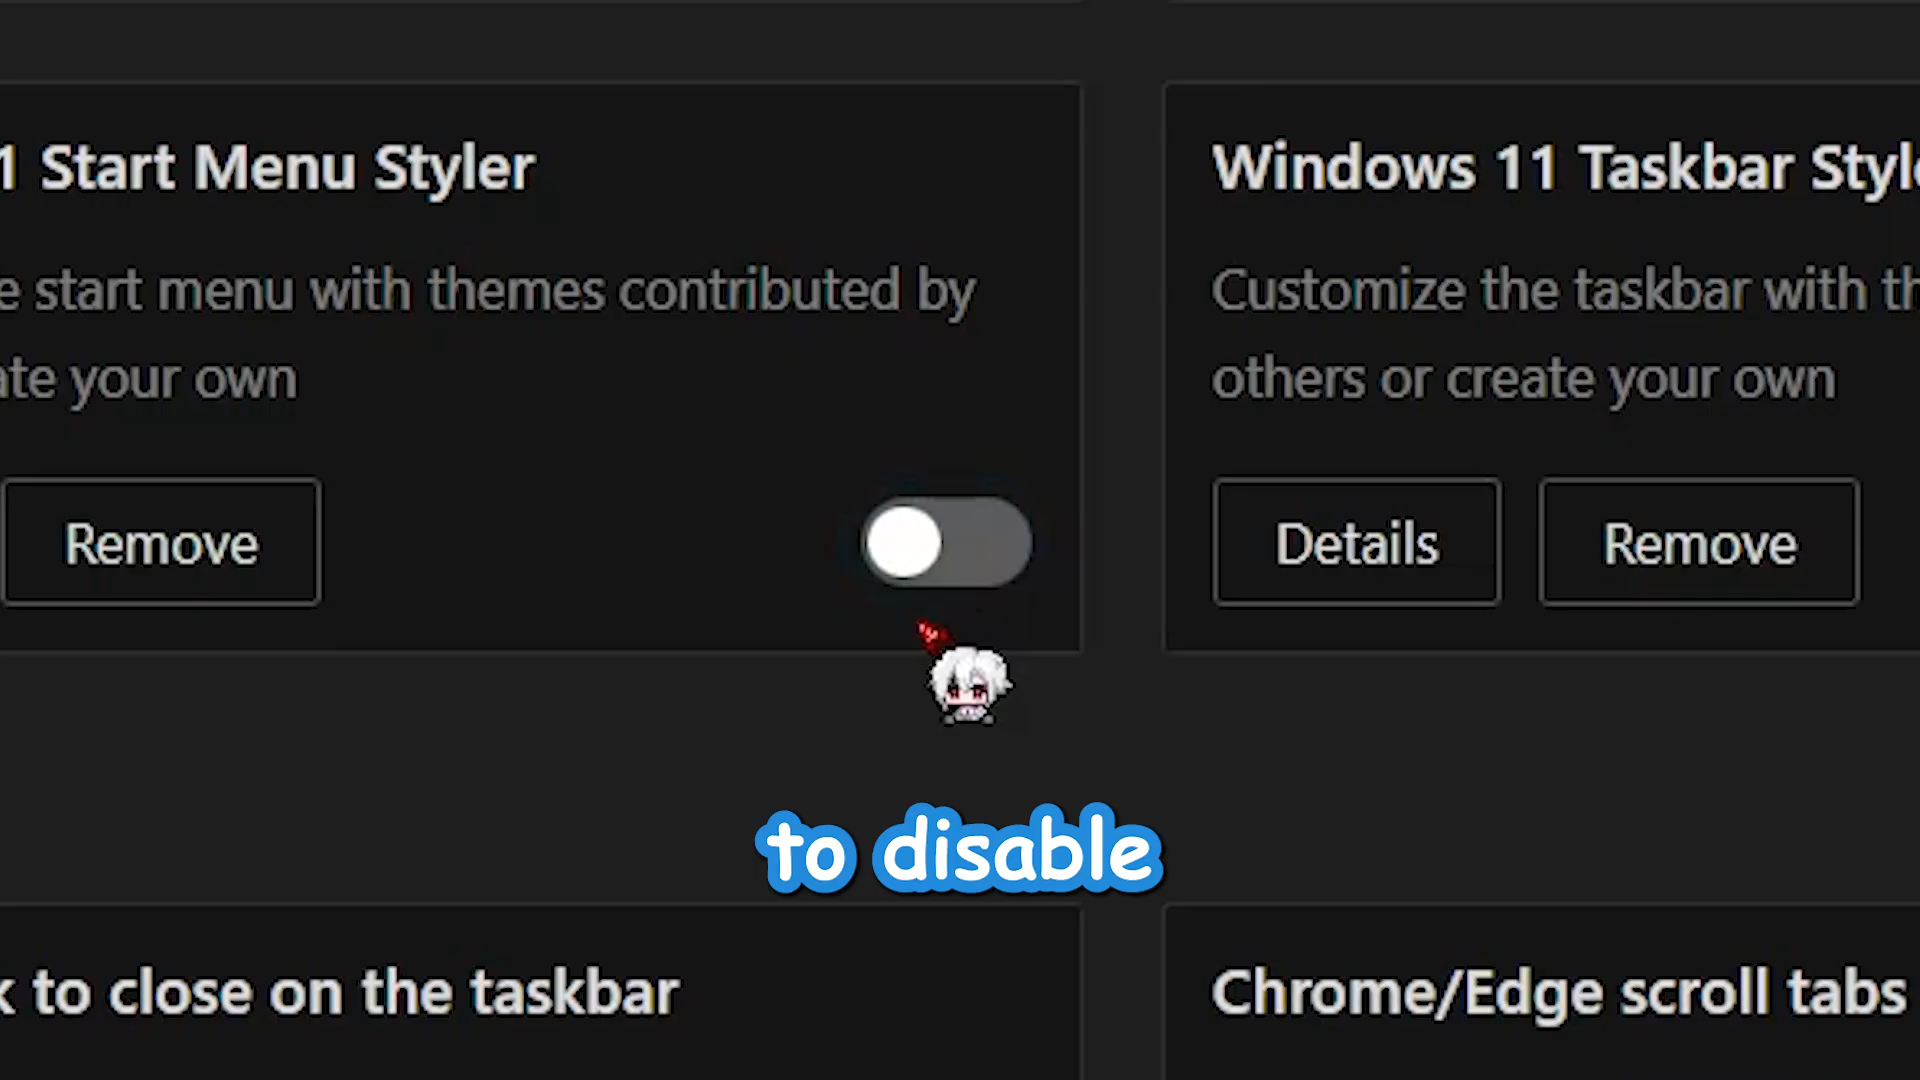 1 Start Menu Styler
e start menu with themes contributed by
ate your own
Remove
Windows 11 Taskbar Style
Customize the taskbar with th
others or create your own
Details
Remove
to disable
k to close on the taskbar
Chrome/Edge scroll tabs